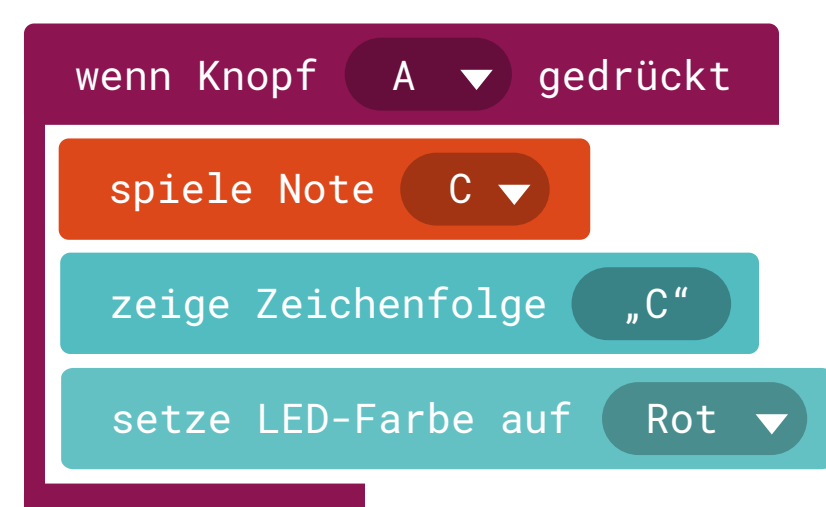 wenn Knopf A gedrückt
spiele Note C
zeige Zeichenfolge „C“
setze LED-Farbe auf Rot